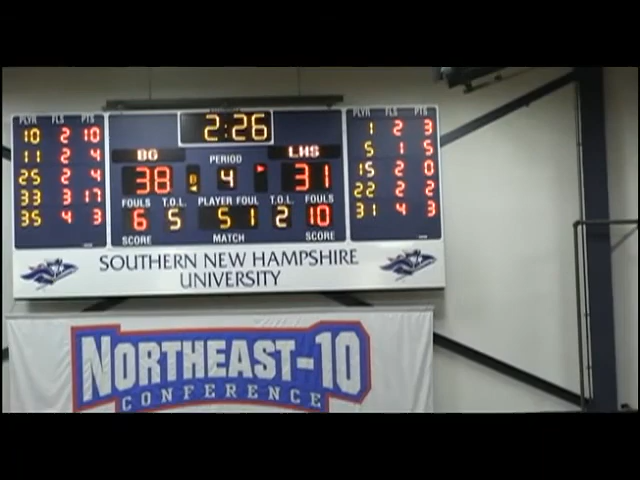 2:26
PLYR FLS PTS
10 2 10
11 2 4
25 2 4
33 3 17
35 4 3
BG PERIOD LHS
38 4 31
FOULS T.O.L. PLAYER FOUL T.O.L. FOULS
6 5 51 2 10
SCORE MATCH SCORE
PLYR FLS PTS
1 2 3
5 1 5
15 2 0
22 2 2
31 4 3
SOUTHERN NEW HAMPSHIRE
UNIVERSITY
NORTHEAST-10
CONFERENCE